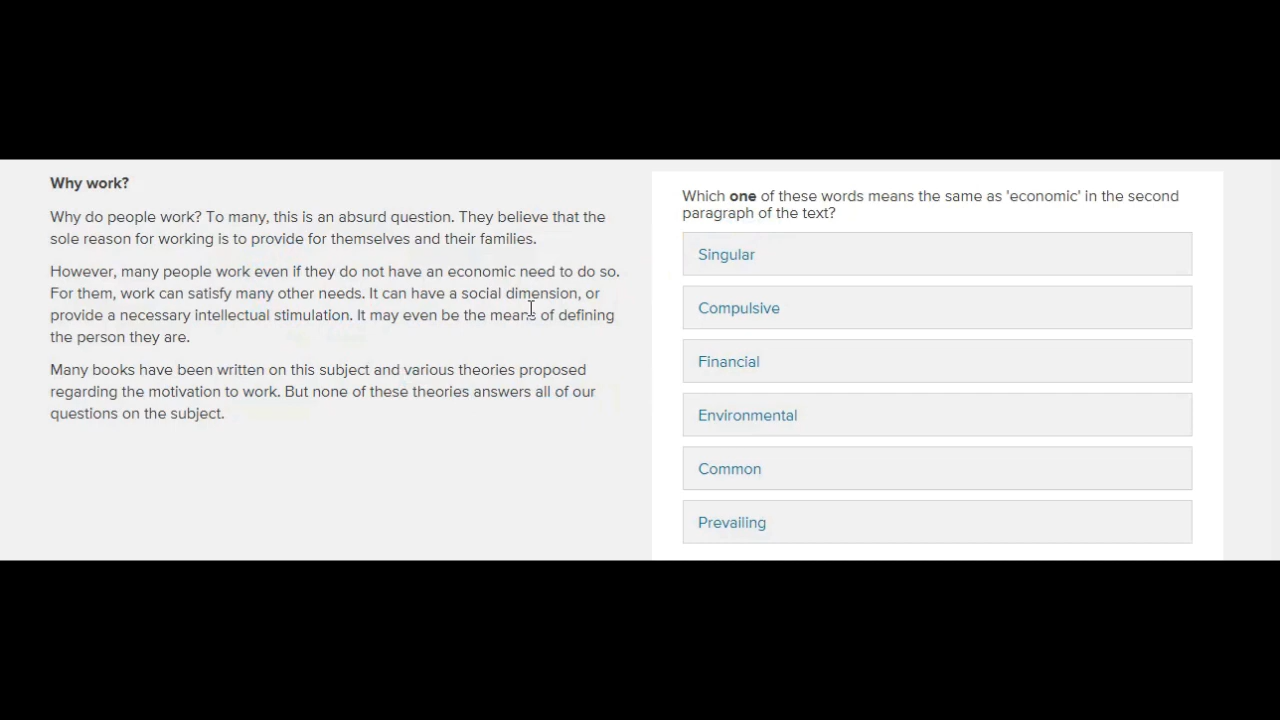 Why work?
Why do people work? To many, this is an absurd question. They believe that the
sole reason for working is to provide for themselves and their families.
However, many people work even if they do not have an economic need to do so.
For them, work can satisfy many other needs. It can have a social dimension, or
provide a necessary intellectual stimulation. It may even be the means of defining
the person they are.
Many books have been written on this subject and various theories proposed
regarding the motivation to work. But none of these theories answers all of our
questions on the subject.
Which one of these words means the same as 'economic' in the second
paragraph of the text?
Singular
Compulsive
Financial
Environmental
Common
Prevailing